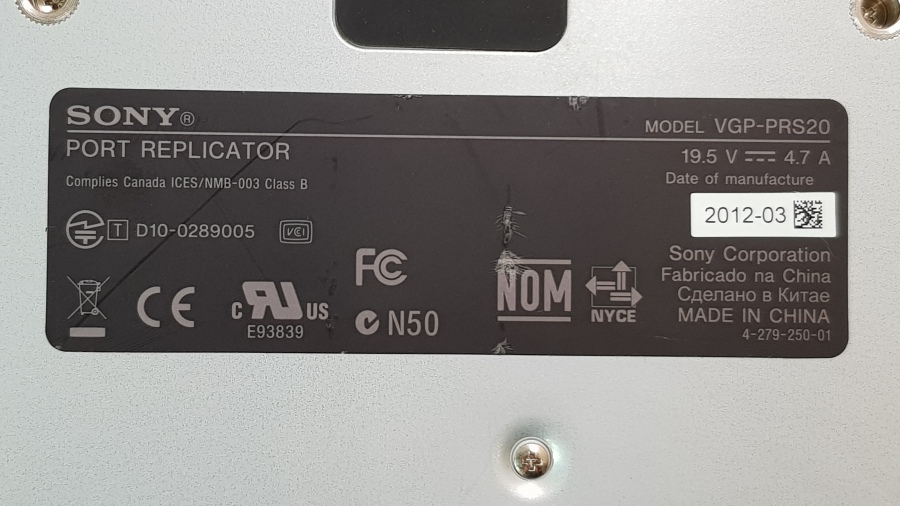 SONY®
MODEL VGP-PRS20
PORT REPLICATOR
19.5 V 4.7 A
Complies Canada ICES/NMB-003 Class B
Date of manufacture
2012-03
T D10-0289005
VCI
Sony Corporation
Fabricado na China
Сделано в Китае
MADE IN CHINA
4-279-250-01
FC
CE
c RU US
E93839
N50
NOM
NYCE